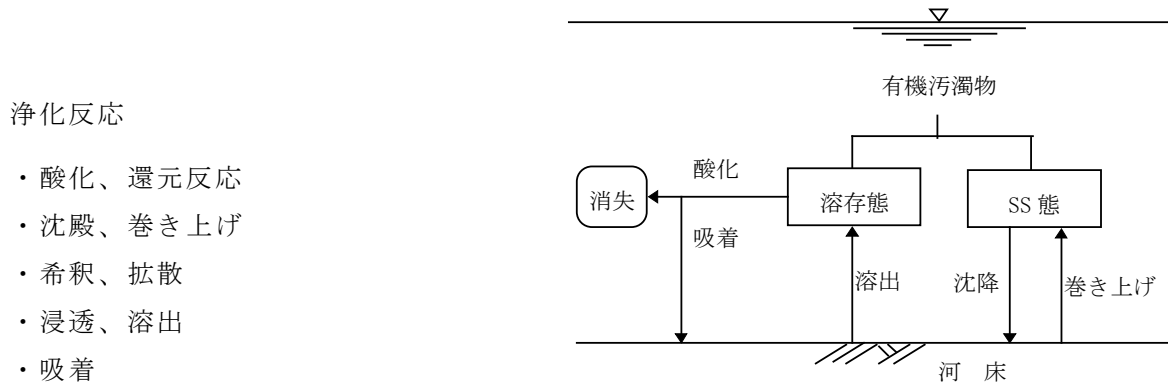 浄化反応
・酸化、還元反応
・沈殿、巻き上げ
・希釈、拡散
・浸透、溶出
・吸着
有機汚濁物
酸化
消失
溶存態
SS 態
吸着
溶出
沈降
巻き上げ
河 床